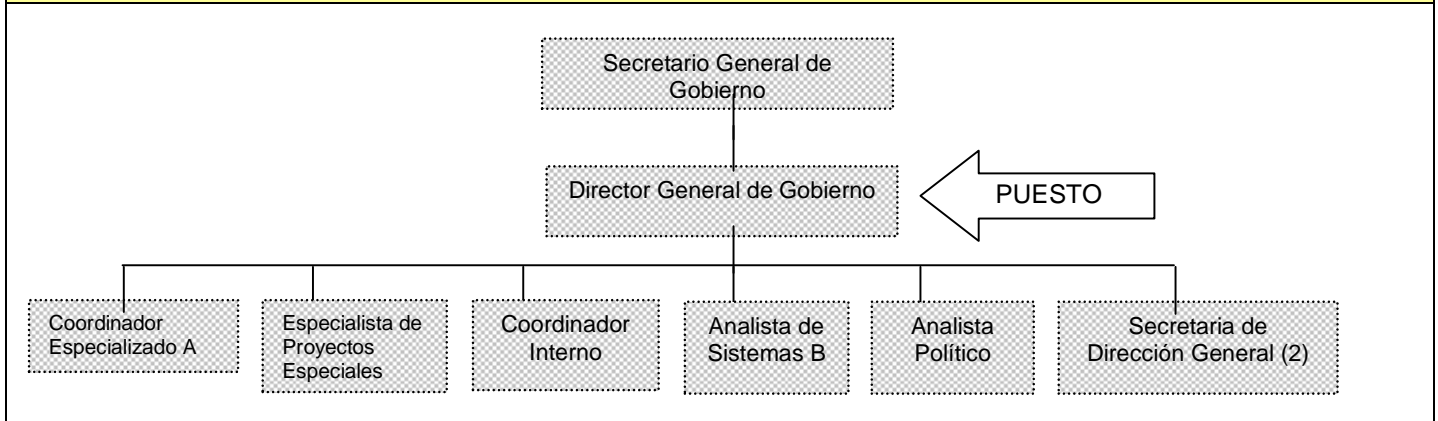 Secretario General de
Gobierno
Director General de Gobierno
PUESTO
Coordinador
Especializado A
Especialista de
Proyectos
Especiales
Coordinador
Interno
Analista de
Sistemas B
Analista
Político
Secretaria de
Dirección General (2)